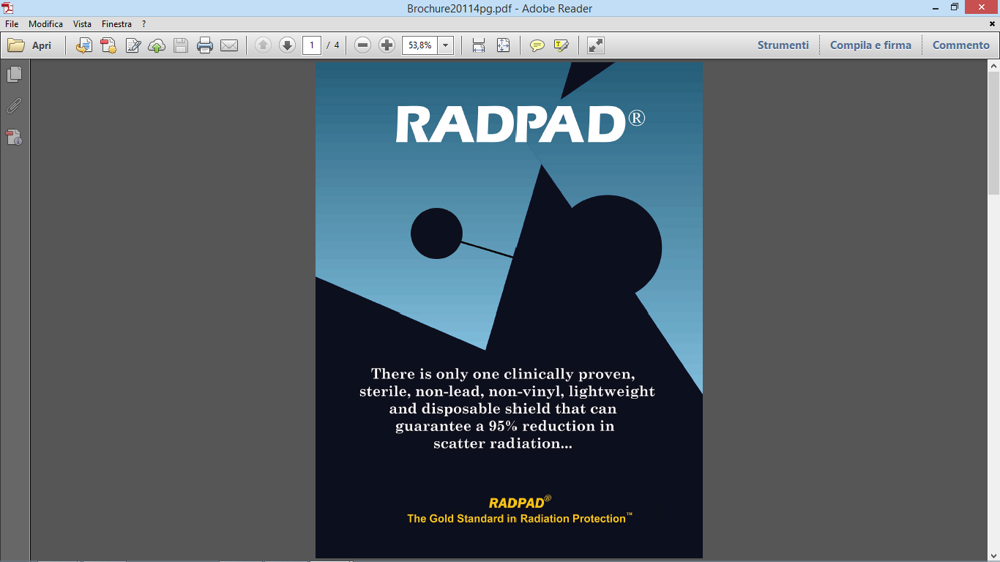 Brochure20114pg.pdf - Adobe Reader
File Modifica Vista Finestra ?
Apri 1 / 4 53,8% Strumenti Compila e firma Commento
RADPAD®
There is only one clinically proven,
sterile, non-lead, non-vinyl, lightweight
and disposable shield that can
guarantee a 95% reduction in
scatter radiation...
RADPAD®
The Gold Standard in Radiation Protection™